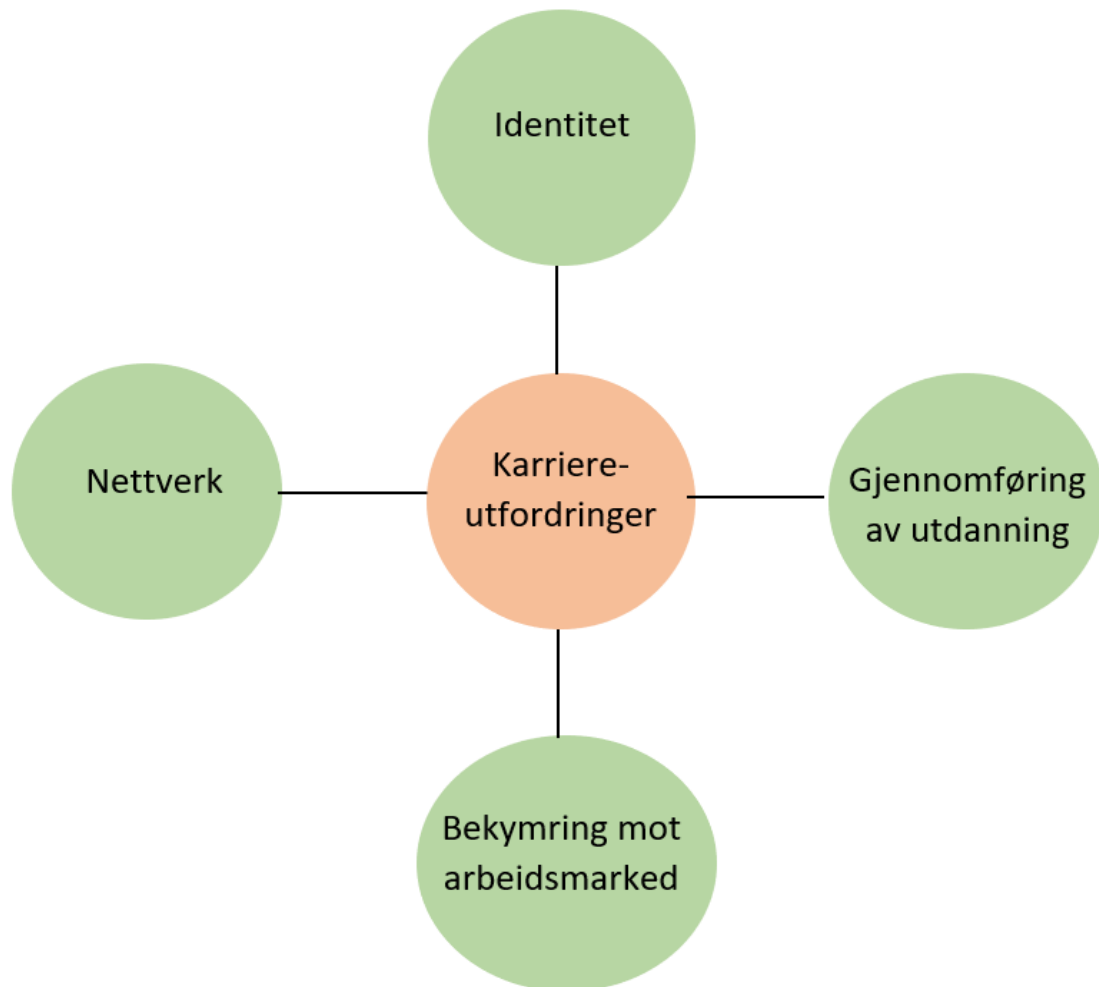 Identitet
Nettverk
Karriere-
utfordringer
Gjennomføring
av utdanning
Bekymring mot
arbeidsmarked